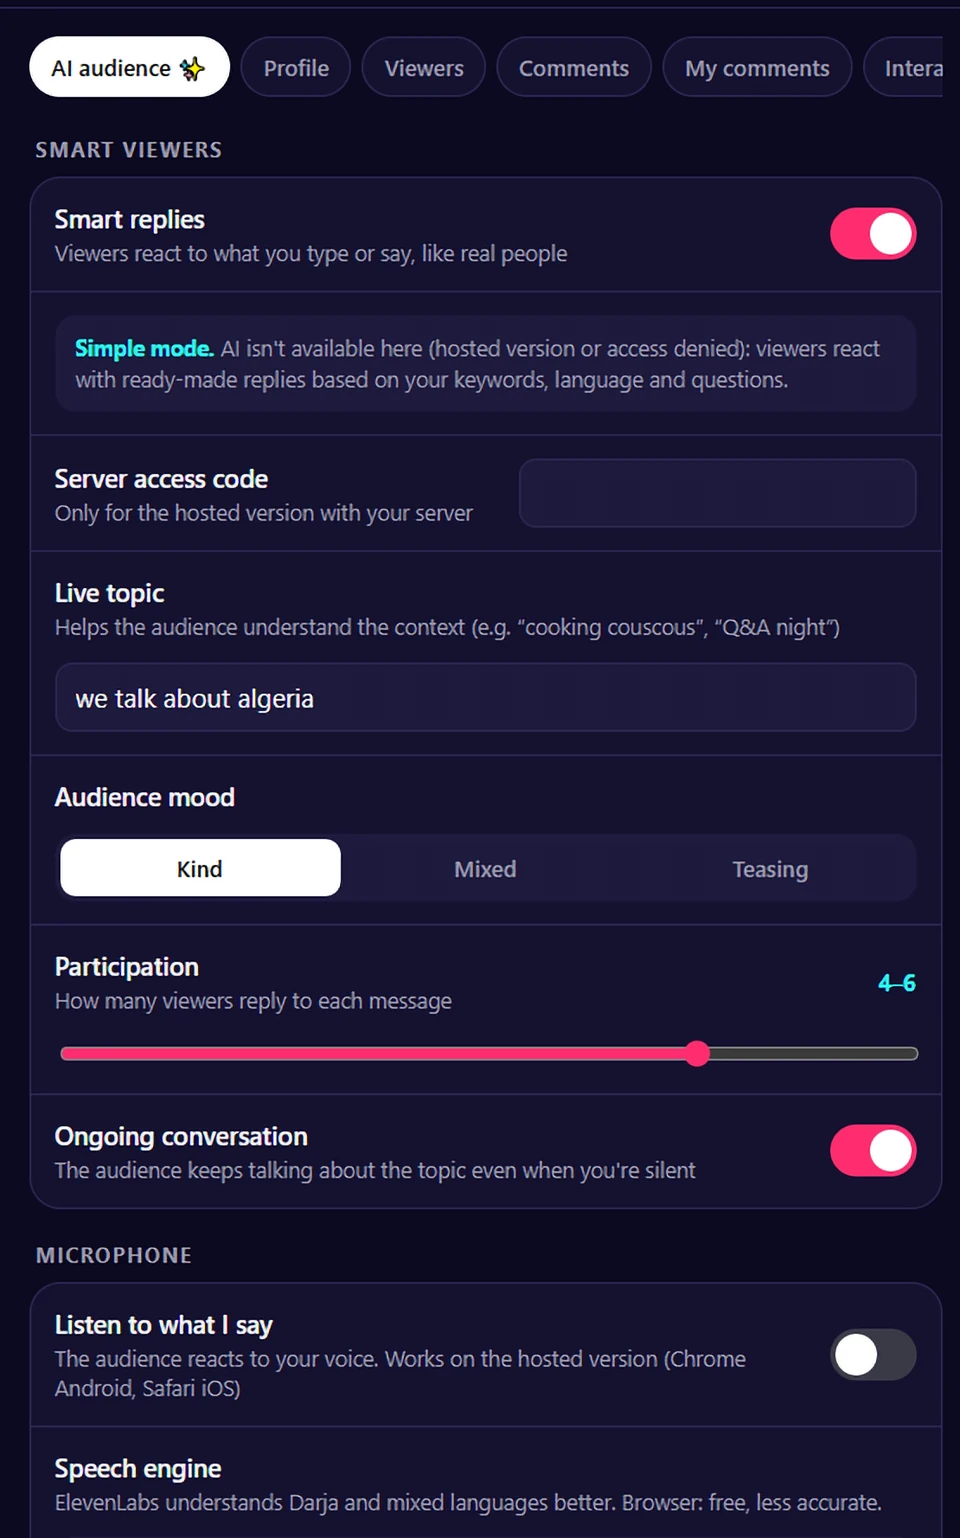 AI audience ✨
Profile
Viewers
Comments
My comments
Intera
SMART VIEWERS
Smart replies
Viewers react to what you type or say, like real people
Simple mode. AI isn't available here (hosted version or access denied): viewers react
with ready-made replies based on your keywords, language and questions.
Server access code
Only for the hosted version with your server
Live topic
Helps the audience understand the context (e.g. “cooking couscous”, “Q&A night”)
we talk about algeria
Audience mood
Kind
Mixed
Teasing
Participation
4–6
How many viewers reply to each message
Ongoing conversation
The audience keeps talking about the topic even when you're silent
MICROPHONE
Listen to what I say
The audience reacts to your voice. Works on the hosted version (Chrome
Android, Safari iOS)
Speech engine
ElevenLabs understands Darja and mixed languages better. Browser: free, less accurate.